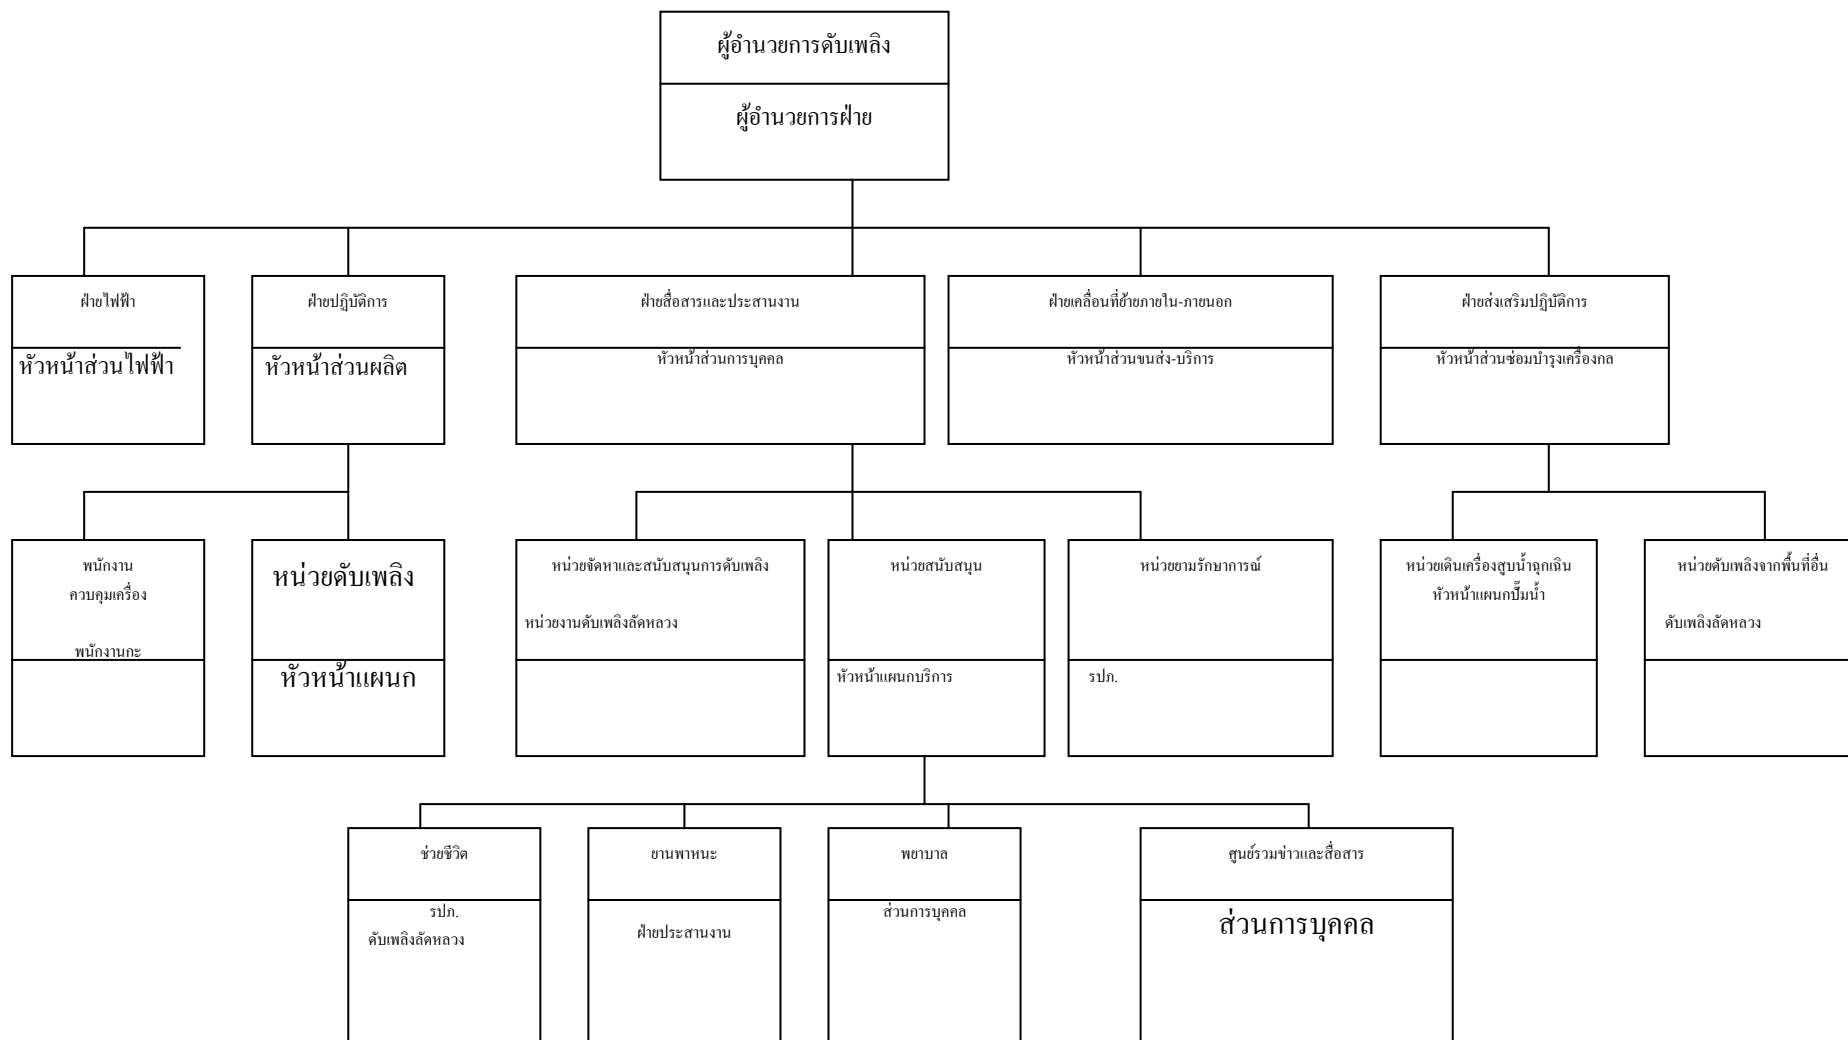 ผู้อำนวยการดับเพลิง
ผู้อำนวยการฝ่าย
ฝ่ายไฟฟ้า
หัวหน้าส่วนไฟฟ้า
ฝ่ายปฏิบัติการ
หัวหน้าส่วนผลิต
ฝ่ายสื่อสารและประสานงาน
หัวหน้าส่วนการบุคคล
ฝ่ายเคลื่อนที่ย้ายภายใน-ภายนอก
หัวหน้าส่วนขนส่ง-บริการ
ฝ่ายส่งเสริมปฏิบัติการ
หัวหน้าส่วนซ่อมบำรุงเครื่องกล
พนักงาน
ควบคุมเครื่อง
พนักงานกะ
หน่วยดับเพลิง
หัวหน้าแผนก
หน่วยจัดหาและสนับสนุนการดับเพลิง
หน่วยงานดับเพลิงลัดหลวง
หน่วยสนับสนุน
หัวหน้าแผนกบริการ
หน่วยยามรักษาการณ์
รปภ.
หน่วยเดินเครื่องสูบน้ำฉุกเฉิน
หัวหน้าแผนกปั๊มน้ำ
หน่วยดับเพลิงจากพื้นที่อื่น
ดับเพลิงลัดหลวง
ช่วยชีวิต
รปภ.
ดับเพลิงลัดหลวง
ยานพาหนะ
ฝ่ายประสานงาน
พยาบาล
ส่วนการบุคคล
ศูนย์รวมข่าวและสื่อสาร
ส่วนการบุคคล